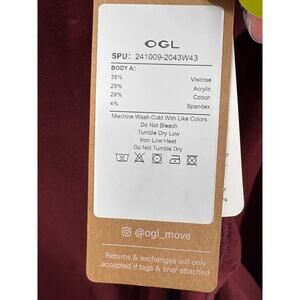 OGL
SPU: 241009-2043W43
BODY A:
38% Viscose
29% Acrylic
29% Cotton
4% Spandex
Machine Wash Cold With Like Colors
Do Not Bleach
Tumble Dry Low
Iron Low Heat
Do Not Tumble Dry
@ogl_move
Returns & exchanges will only
accepted if tags & liner attached